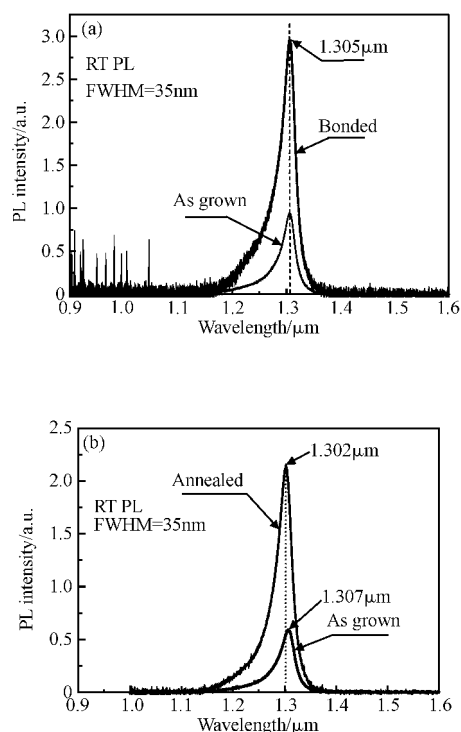 (a)
3.0
2.5
2.0
1.5
1.0
0.5
0
PL intensity/a.u.
RT PL
FWHM=35nm
1.305μm
Bonded
As grown
0.9 1.0 1.1 1.2 1.3 1.4 1.5 1.6
Wavelength/μm
(b)
2.5
2.0
1.5
1.0
0.5
0
PL intensity/a.u.
1.302μm
Annealed
RT PL
FWHM=35nm
1.307μm
As grown
0.9 1.0 1.1 1.2 1.3 1.4 1.5 1.6
Wavelength/μm